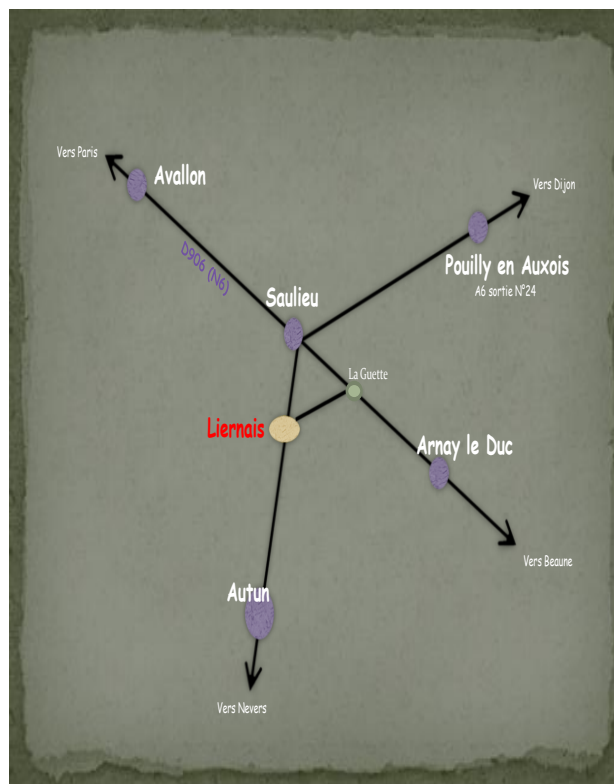 Vers Paris
Avallon
Vers Dijon
D906 (N6)
Pouilly en Auxois
A6 sortie N°24
Saulieu
La Guette
Liernais
Arnay le Duc
Vers Beaune
Autun
Vers Nevers